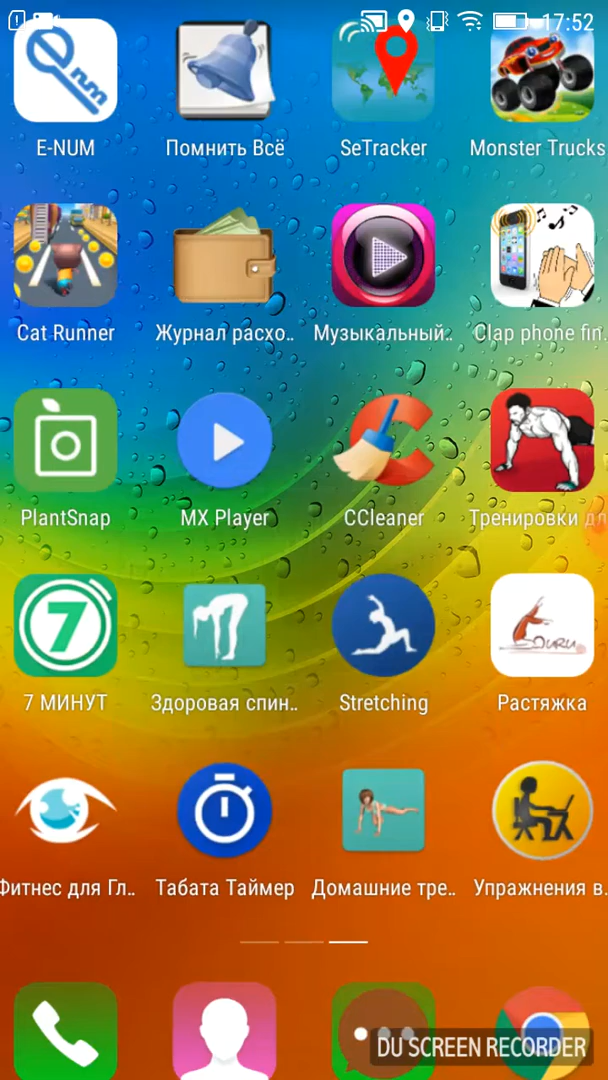 17:52
E-NUM
Помнить Всё
SeTracker
Monster Trucks
Cat Runner
Журнал расхо..
Музыкальный..
Clap phone fin.
PlantSnap
MX Player
CCleaner
Тренировки дл
7
7 МИНУТ
Здоровая спин..
Stretching
GURU
Растяжка
Фитнес для Гл..
Табата Таймер
Домашние тре..
Упражнения в.
DU SCREEN RECORDER